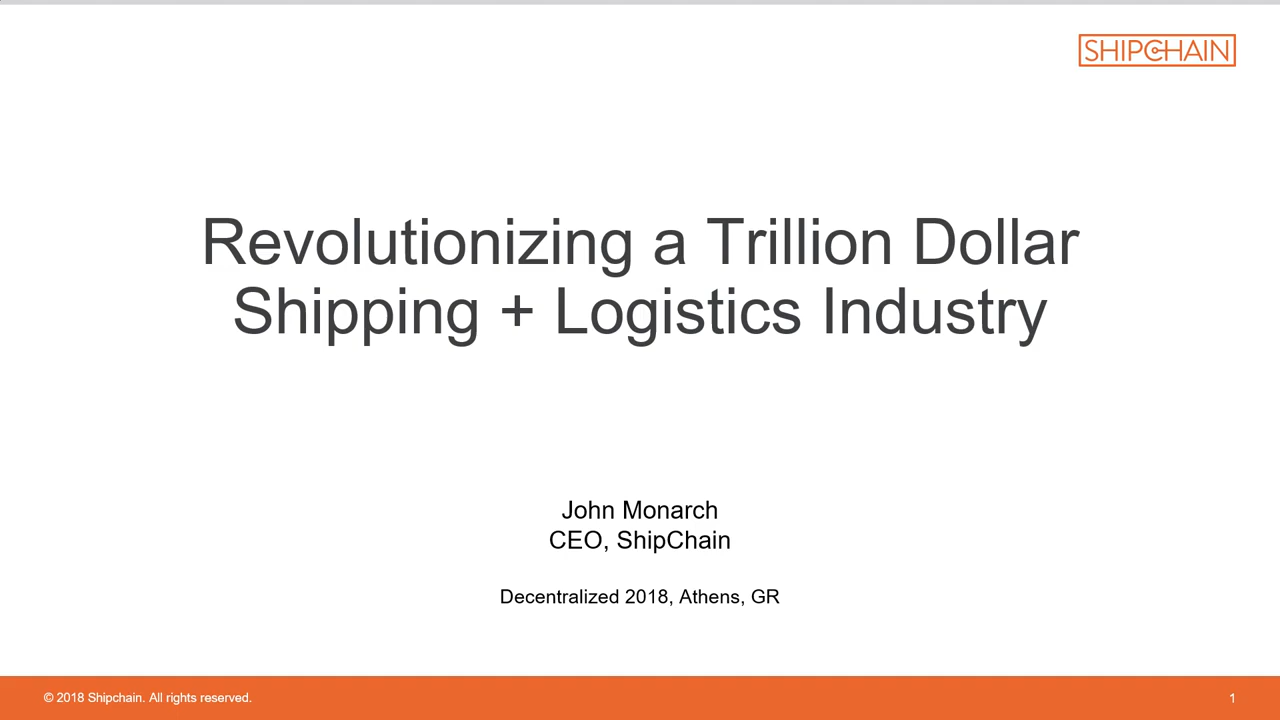 SHIPCHAIN
Revolutionizing a Trillion Dollar
Shipping + Logistics Industry
John Monarch
CEO, ShipChain
Decentralized 2018, Athens, GR
© 2018 Shipchain. All rights reserved.
1